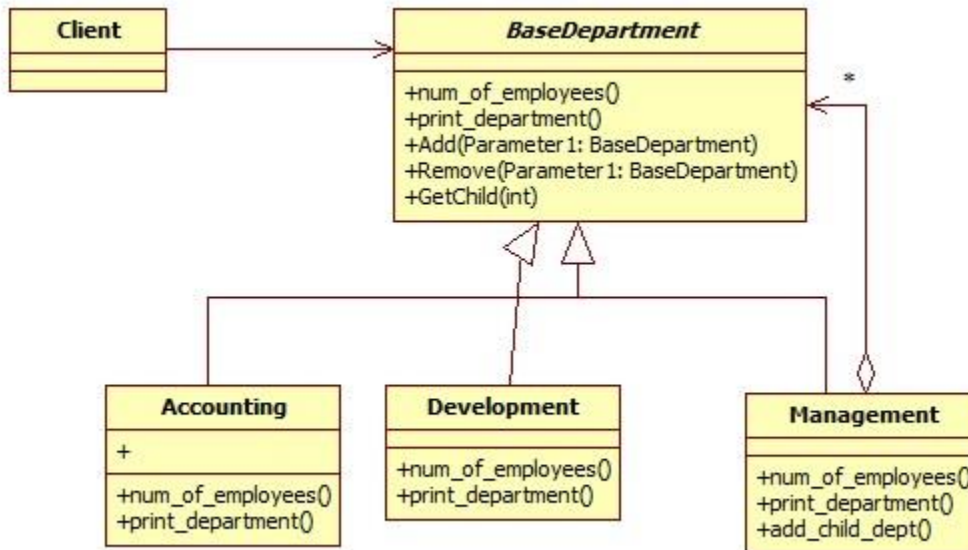 Client
BaseDepartment
+num_of_employees()
+print_department()
+Add(Parameter1: BaseDepartment)
+Remove(Parameter1: BaseDepartment)
+GetChild(int)
*
Accounting
+
+num_of_employees()
+print_department()
Development
+num_of_employees()
+print_department()
Management
+num_of_employees()
+print_department()
+add_child_dept()